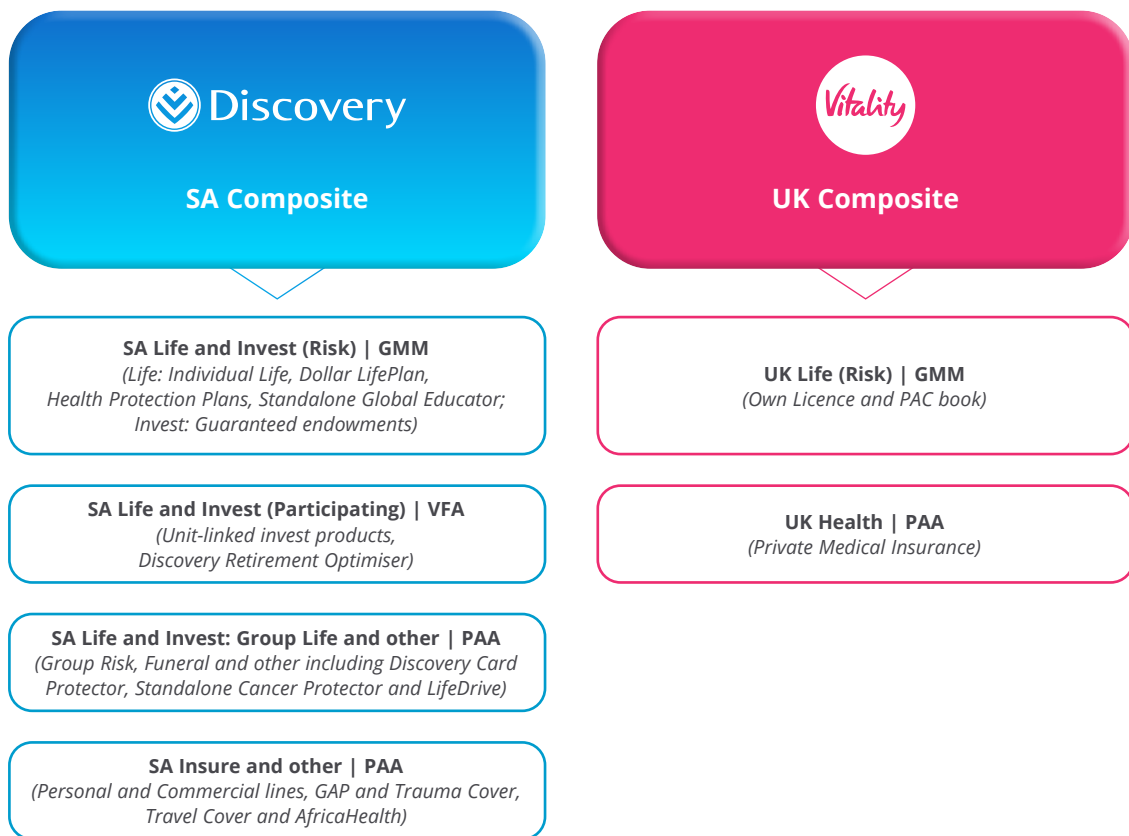 Discovery
SA Composite
SA Life and Invest (Risk) | GMM
(Life: Individual Life, Dollar LifePlan,
Health Protection Plans, Standalone Global Educator;
Invest: Guaranteed endowments)
SA Life and Invest (Participating) | VFA
(Unit-linked invest products,
Discovery Retirement Optimiser)
SA Life and Invest: Group Life and other | PAA
(Group Risk, Funeral and other including Discovery Card
Protector, Standalone Cancer Protector and LifeDrive)
SA Insure and other | PAA
(Personal and Commercial lines, GAP and Trauma Cover,
Travel Cover and AfricaHealth)
Vitality
UK Composite
UK Life (Risk) | GMM
(Own Licence and PAC book)
UK Health | PAA
(Private Medical Insurance)